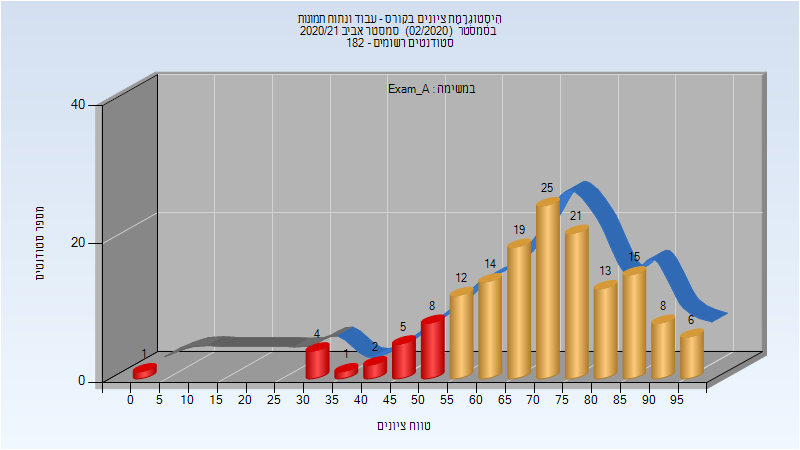 היסטוגרמת ציונים בקורס - עבוד ונתוח תמונות
בסמסטר (02/2020) סמסטר אביב 2020/21
סטודנטים רשומים - 182
במשימה : Exam_A
40
20
0
מספר סטודנטים
1
4
1
2
5
8
12
14
19
25
21
13
15
8
6
0 5 10 15 20 25 30 35 40 45 50 55 60 65 70 75 80 85 90 95
טווח ציונים